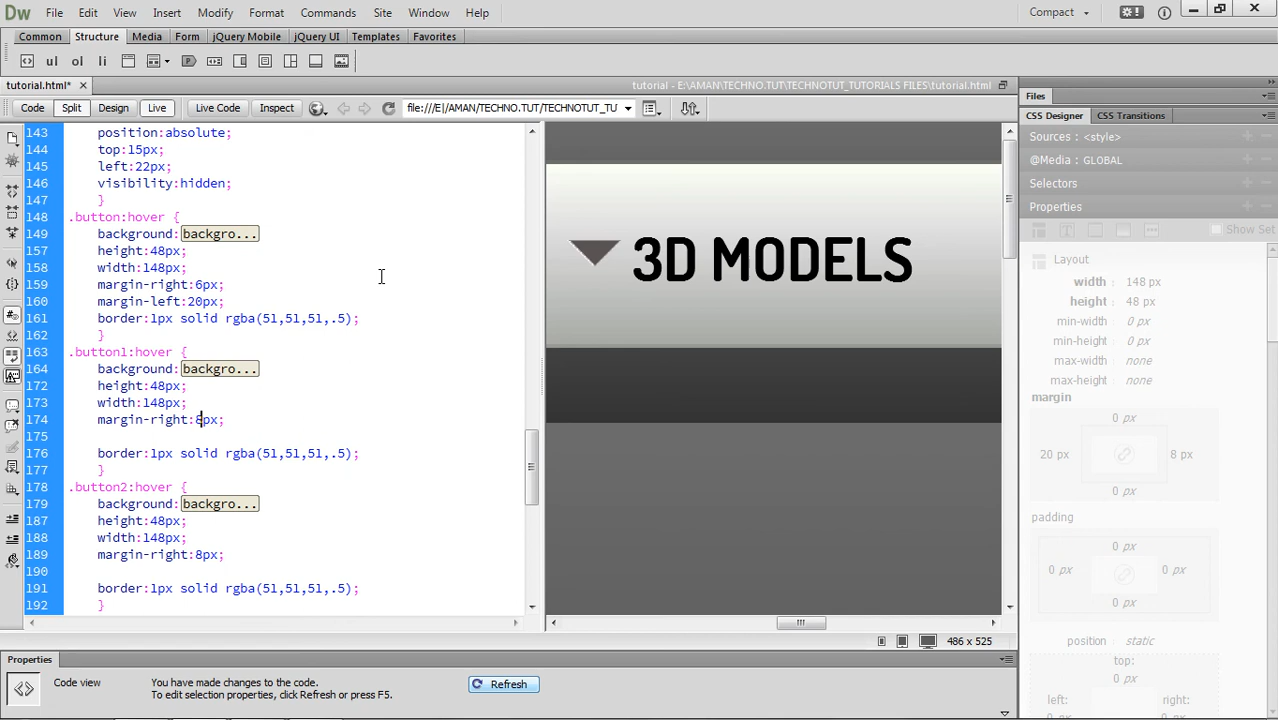 Dw File Edit View Insert Modify Format Commands Site Window Help Compact
Common Structure Media Form jQuery Mobile jQuery UI Templates Favorites
ul ol li
tutorial.html* tutorial - E:\AMAN\TECHNO.TUT\TECHNOTUT_TUTORIALS FILES\tutorial.html
Code Split Design Live Live Code Inspect file:///E|/AMAN/TECHNO.TUT/TECHNOTUT_TU
143 position:absolute;
144 top:15px;
145 left:22px;
146 visibility:hidden;
147 }
148 .button:hover {
149 background: backgro...
157 height:48px;
158 width:148px;
159 margin-right:6px;
160 margin-left:20px;
161 border:1px solid rgba(51,51,51,.5);
162 }
163 .button1:hover {
164 background: backgro...
172 height:48px;
173 width:148px;
174 margin-right:8px;
175
176 border:1px solid rgba(51,51,51,.5);
177 }
178 .button2:hover {
179 background: backgro...
187 height:48px;
188 width:148px;
189 margin-right:8px;
190
191 border:1px solid rgba(51,51,51,.5);
192 }
3D MODELS
486 x 525
Files
CSS Designer CSS Transitions
Sources : <style>
@Media : GLOBAL
Selectors
Properties
Show Set
Layout
width 148 px
height 48 px
min-width 0 px
min-height 0 px
max-width none
max-height none
margin
0 px
20 px 8 px
0 px
padding
0 px
0 px 0 px
0 px
position static
top:
0 px
left: right:
0 px 0 px
Properties
Code view You have made changes to the code.
To edit selection properties, click Refresh or press F5.
Refresh